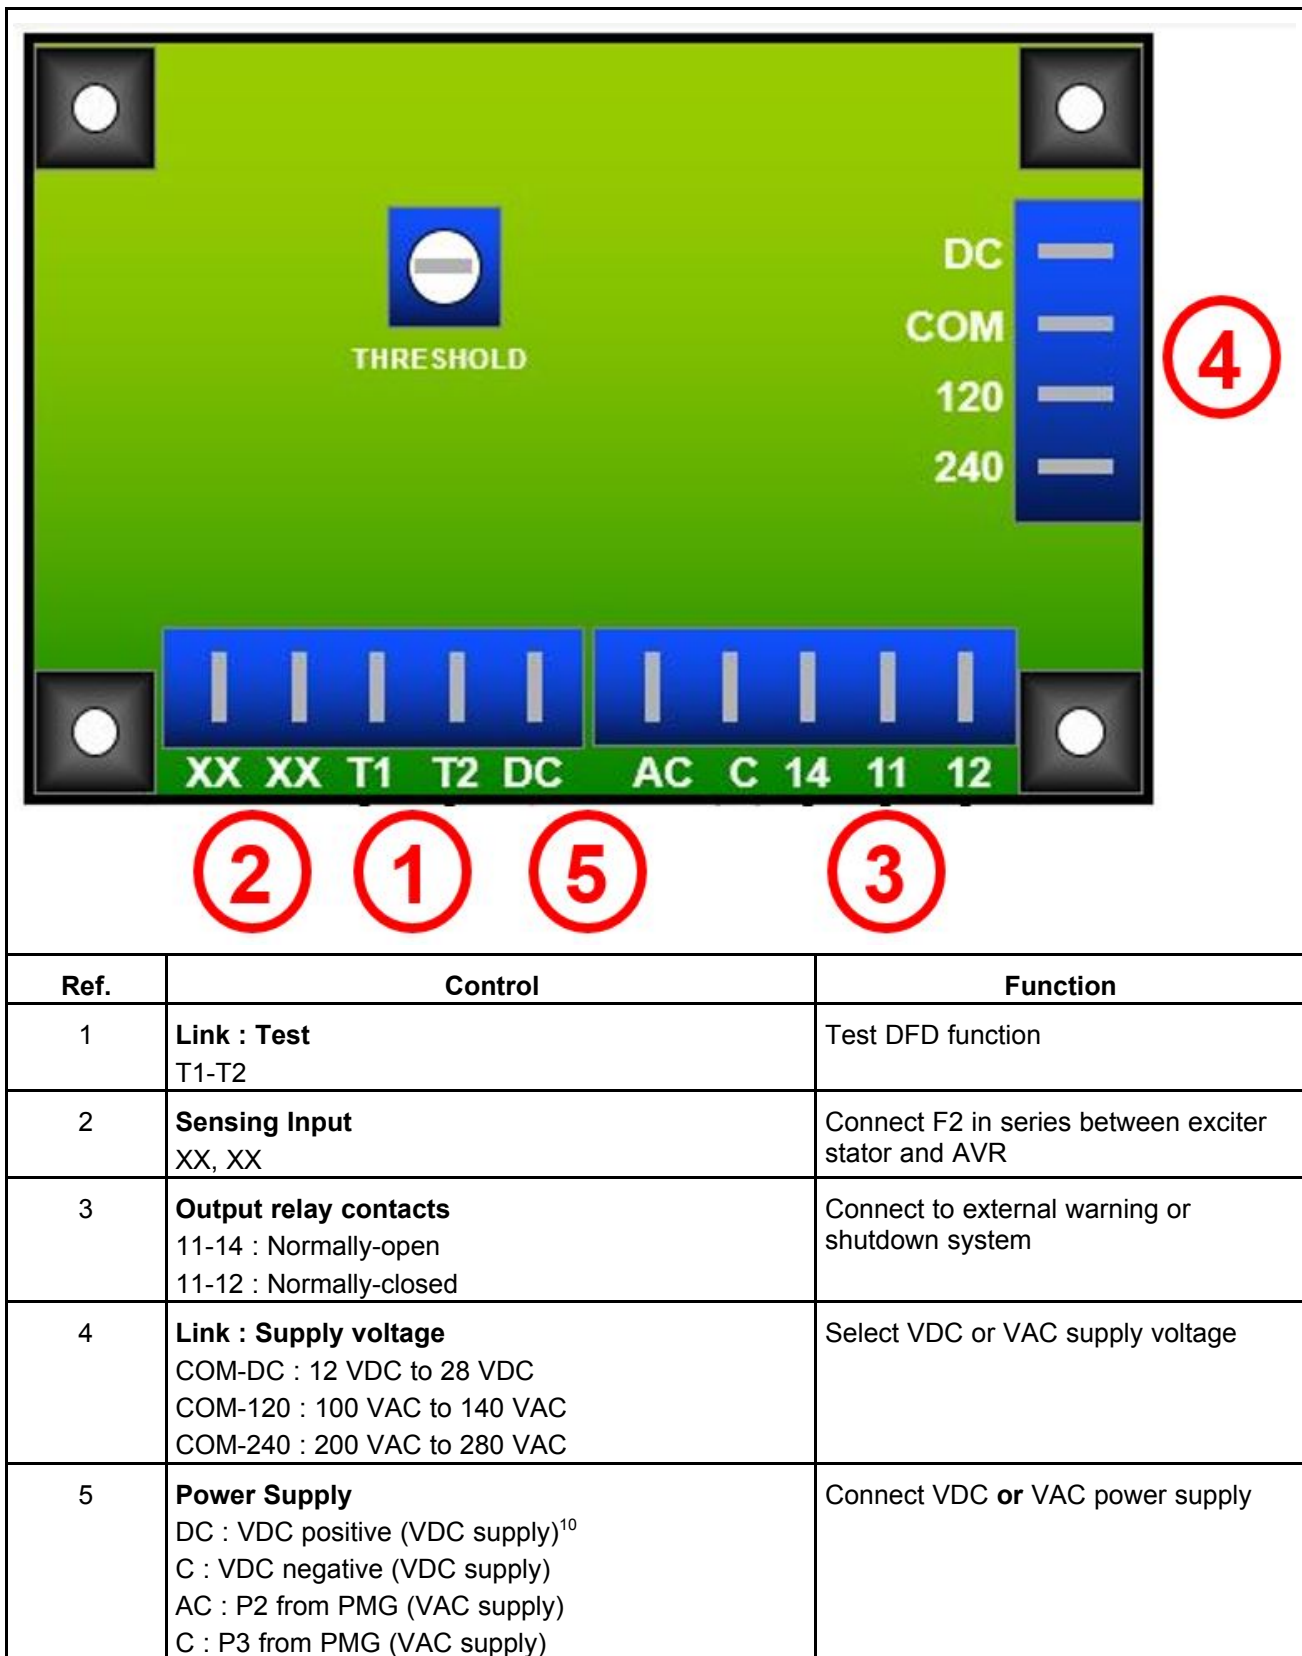 DC
COM
120
240
THRESHOLD
XX XX T1 T2 DC AC C 14 11 12
4
2 1 5 3
Ref. Control Function
1 Link : Test Test DFD function
T1-T2
2 Sensing Input Connect F2 in series between exciter
XX, XX stator and AVR
3 Output relay contacts Connect to external warning or
11-14 : Normally-open shutdown system
11-12 : Normally-closed
4 Link : Supply voltage Select VDC or VAC supply voltage
COM-DC : 12 VDC to 28 VDC
COM-120 : 100 VAC to 140 VAC
COM-240 : 200 VAC to 280 VAC
5 Power Supply Connect VDC or VAC power supply
DC : VDC positive (VDC supply)10
C : VDC negative (VDC supply)
AC : P2 from PMG (VAC supply)
C : P3 from PMG (VAC supply)